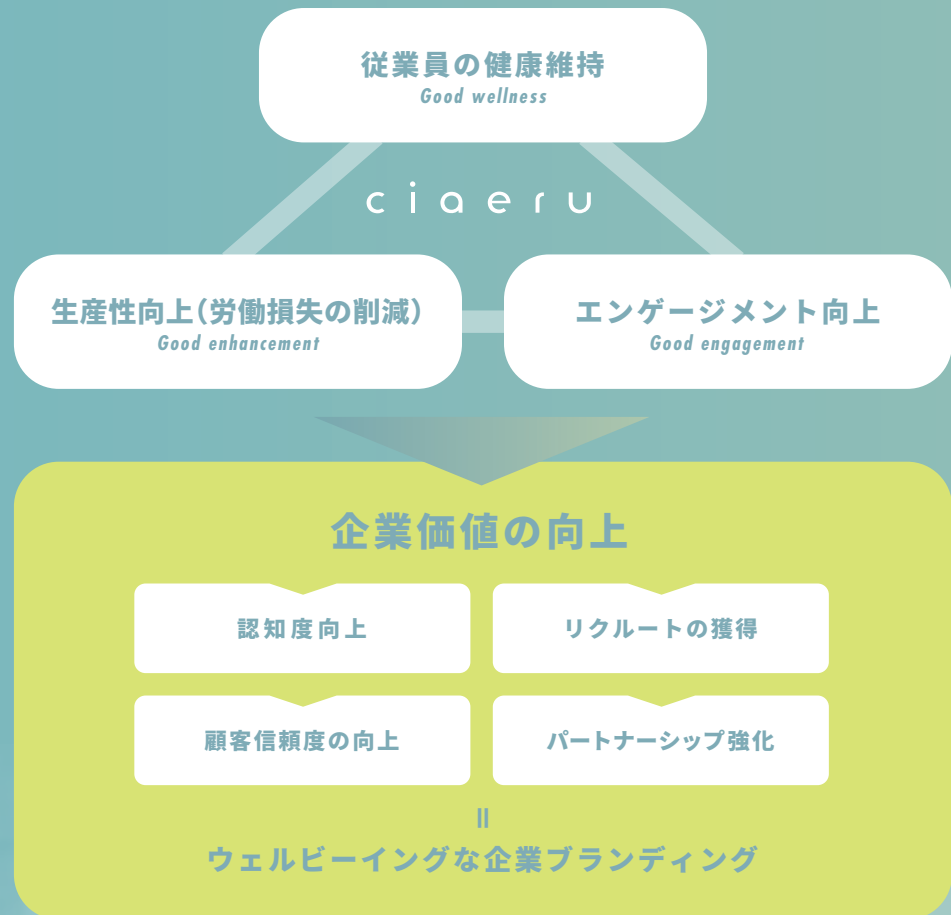 従業員の健康維持
Good wellness
ciaeru
生産性向上(労働損失の削減)
Good enhancement
エンゲージメント向上
Good engagement
企業価値の向上
認知度向上
リクルートの獲得
顧客信頼度の向上
パートナーシップ強化
=
ウェルビーイングな企業ブランディング